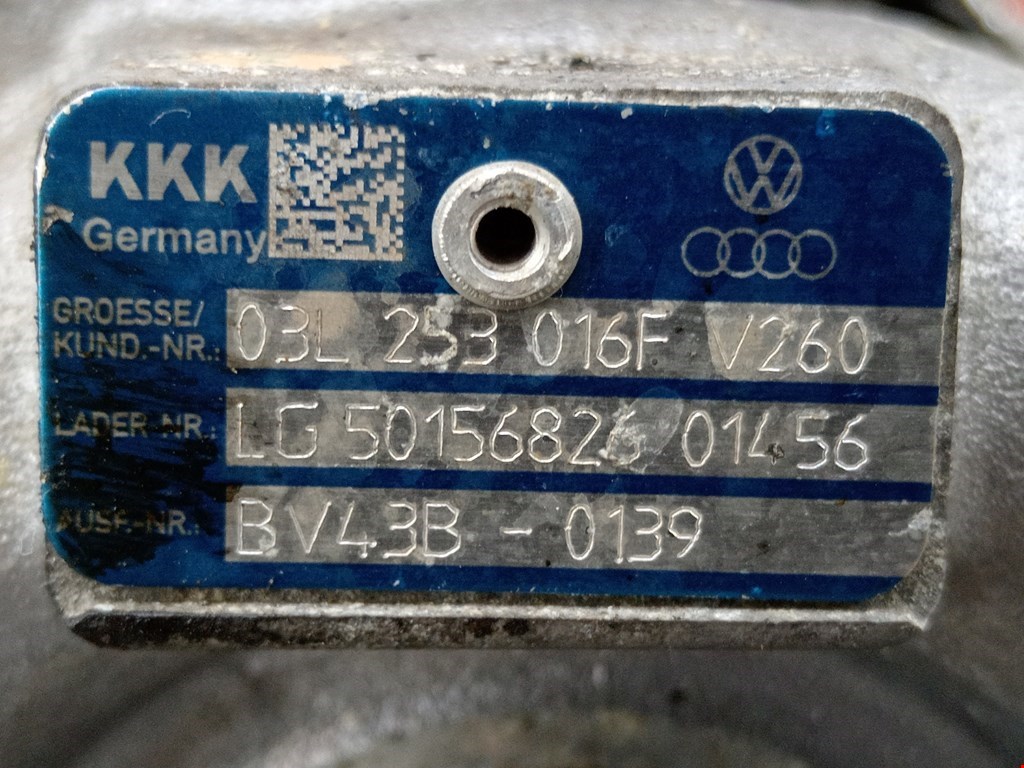 KKK
Germany
GROESSE/
KUND.-NR.: 03L 253 016F V260
LADER-NR.: LG 50156826 01456
AUSF.-NR.: BV43B - 0139